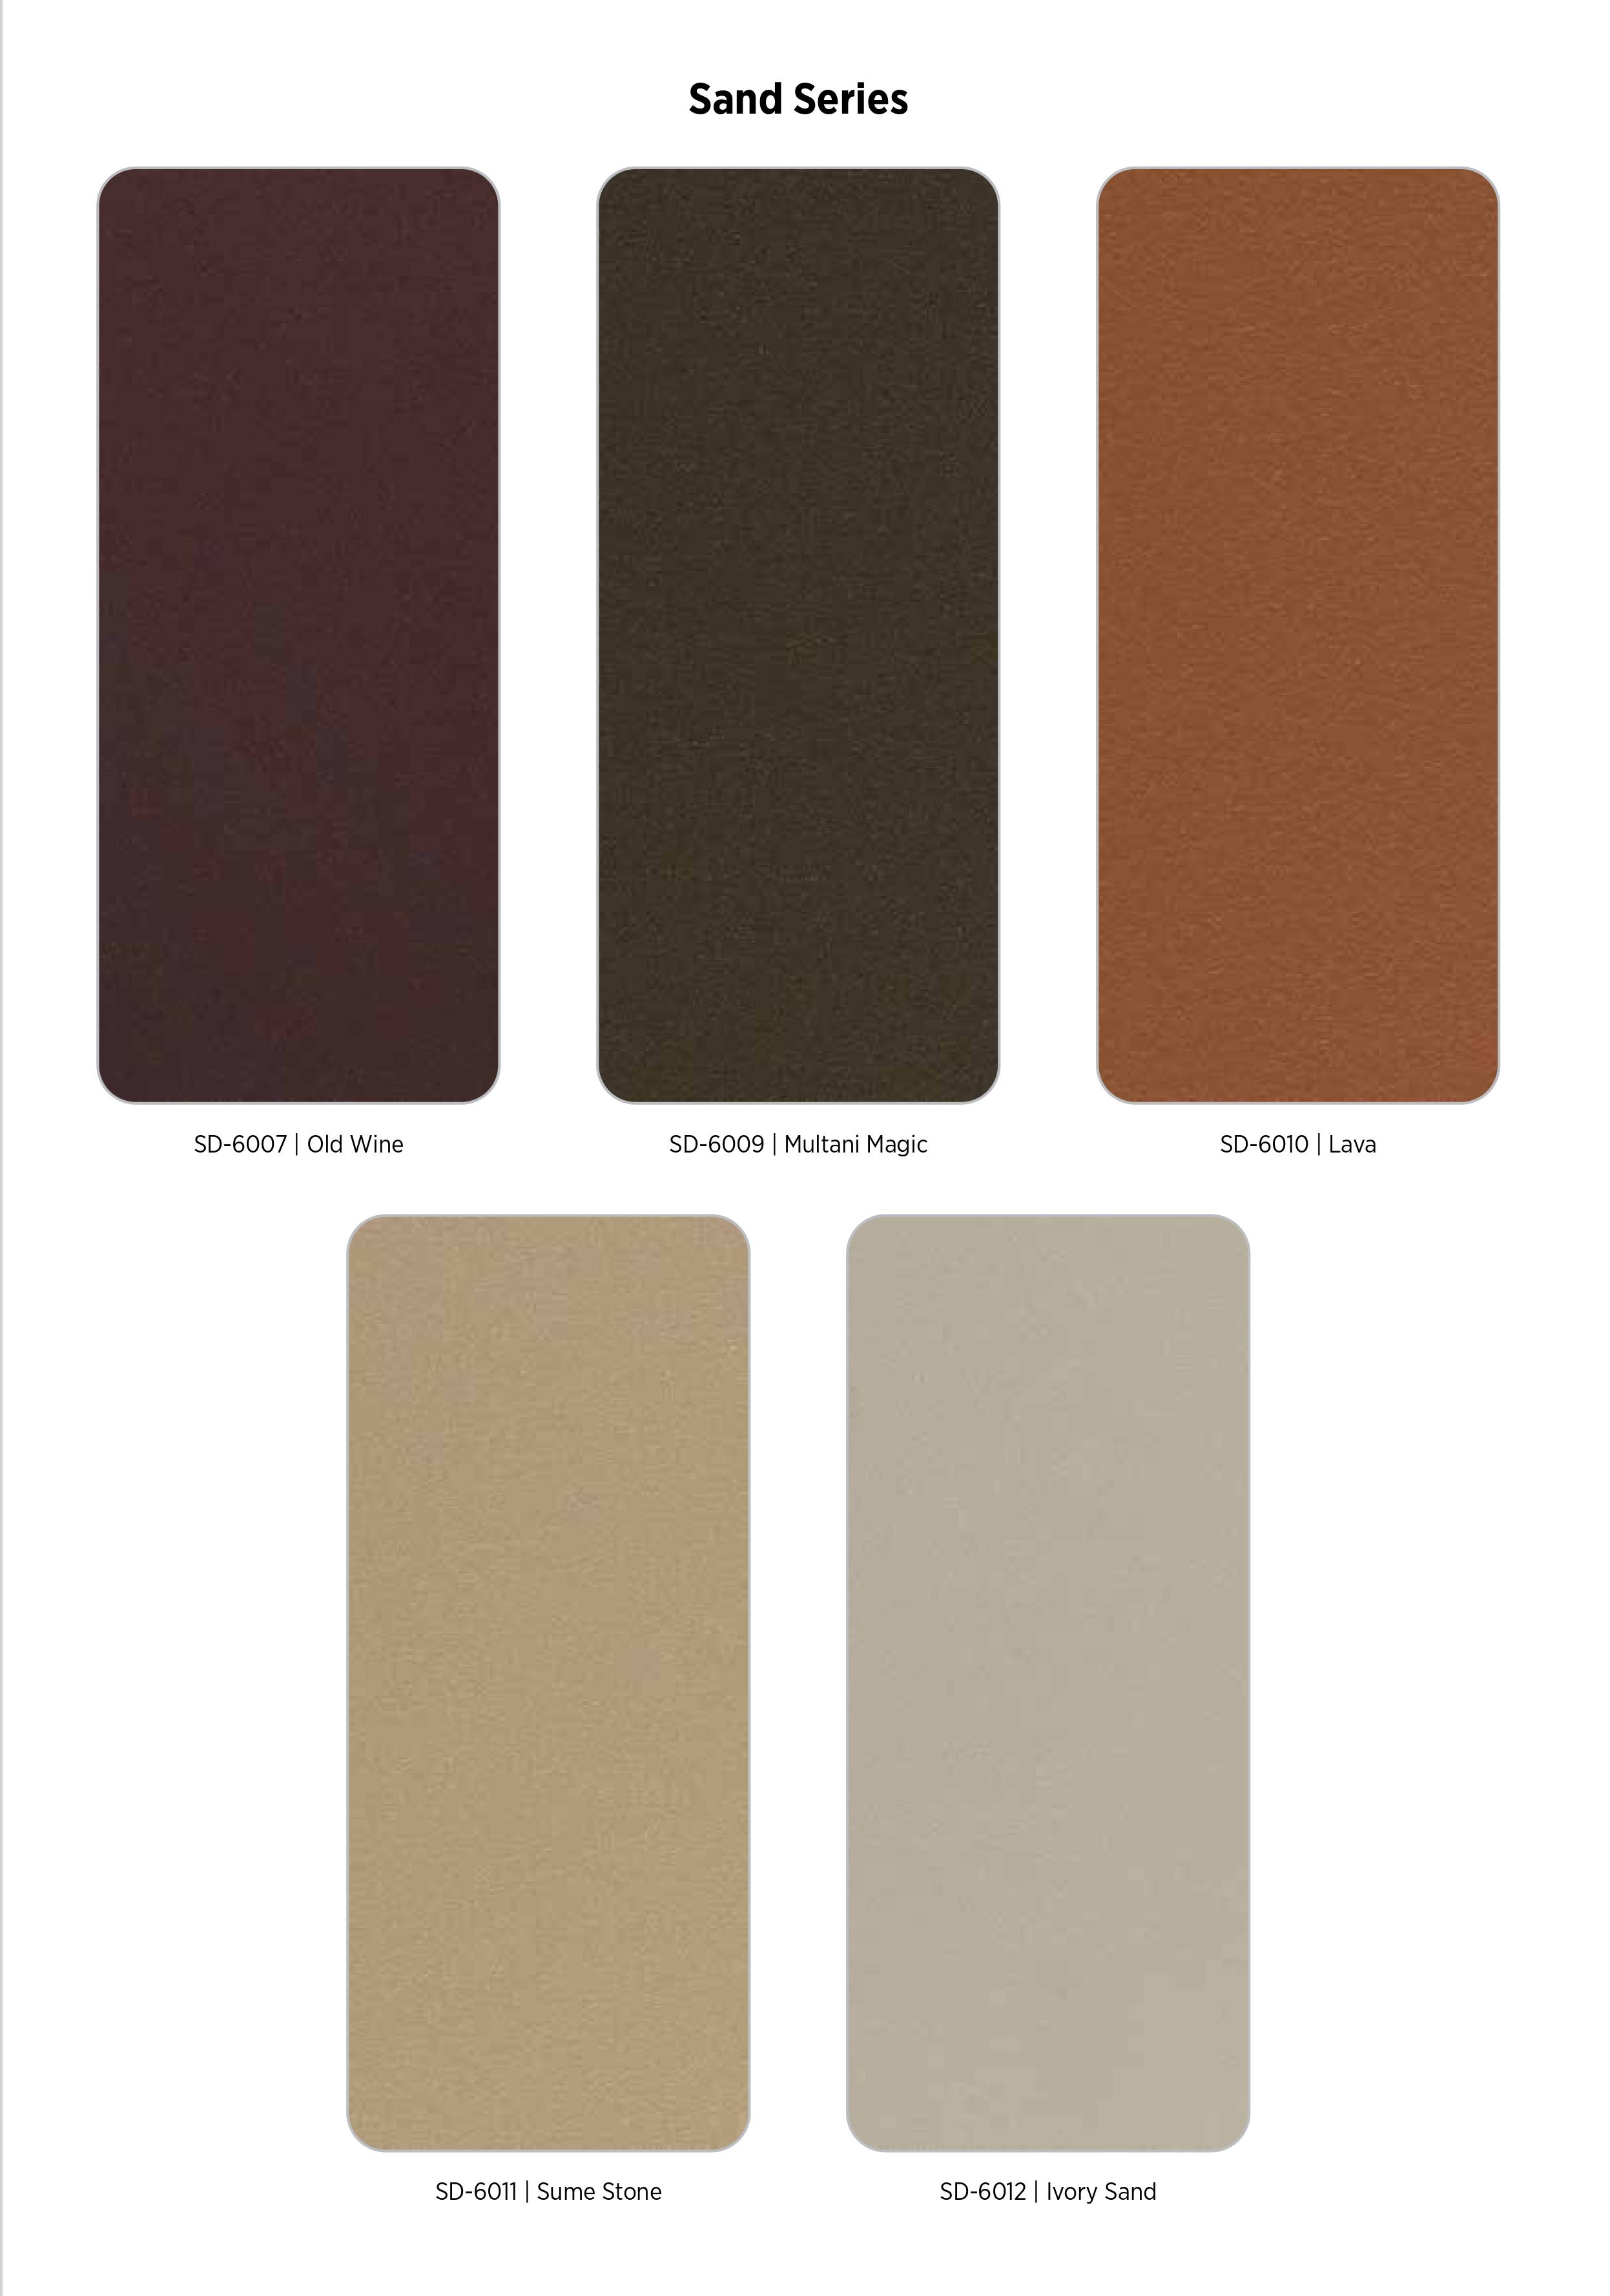 Sand Series
SD-6007 | Old Wine
SD-6009 | Multani Magic
SD-6010 | Lava
SD-6011 | Sume Stone
SD-6012 | Ivory Sand